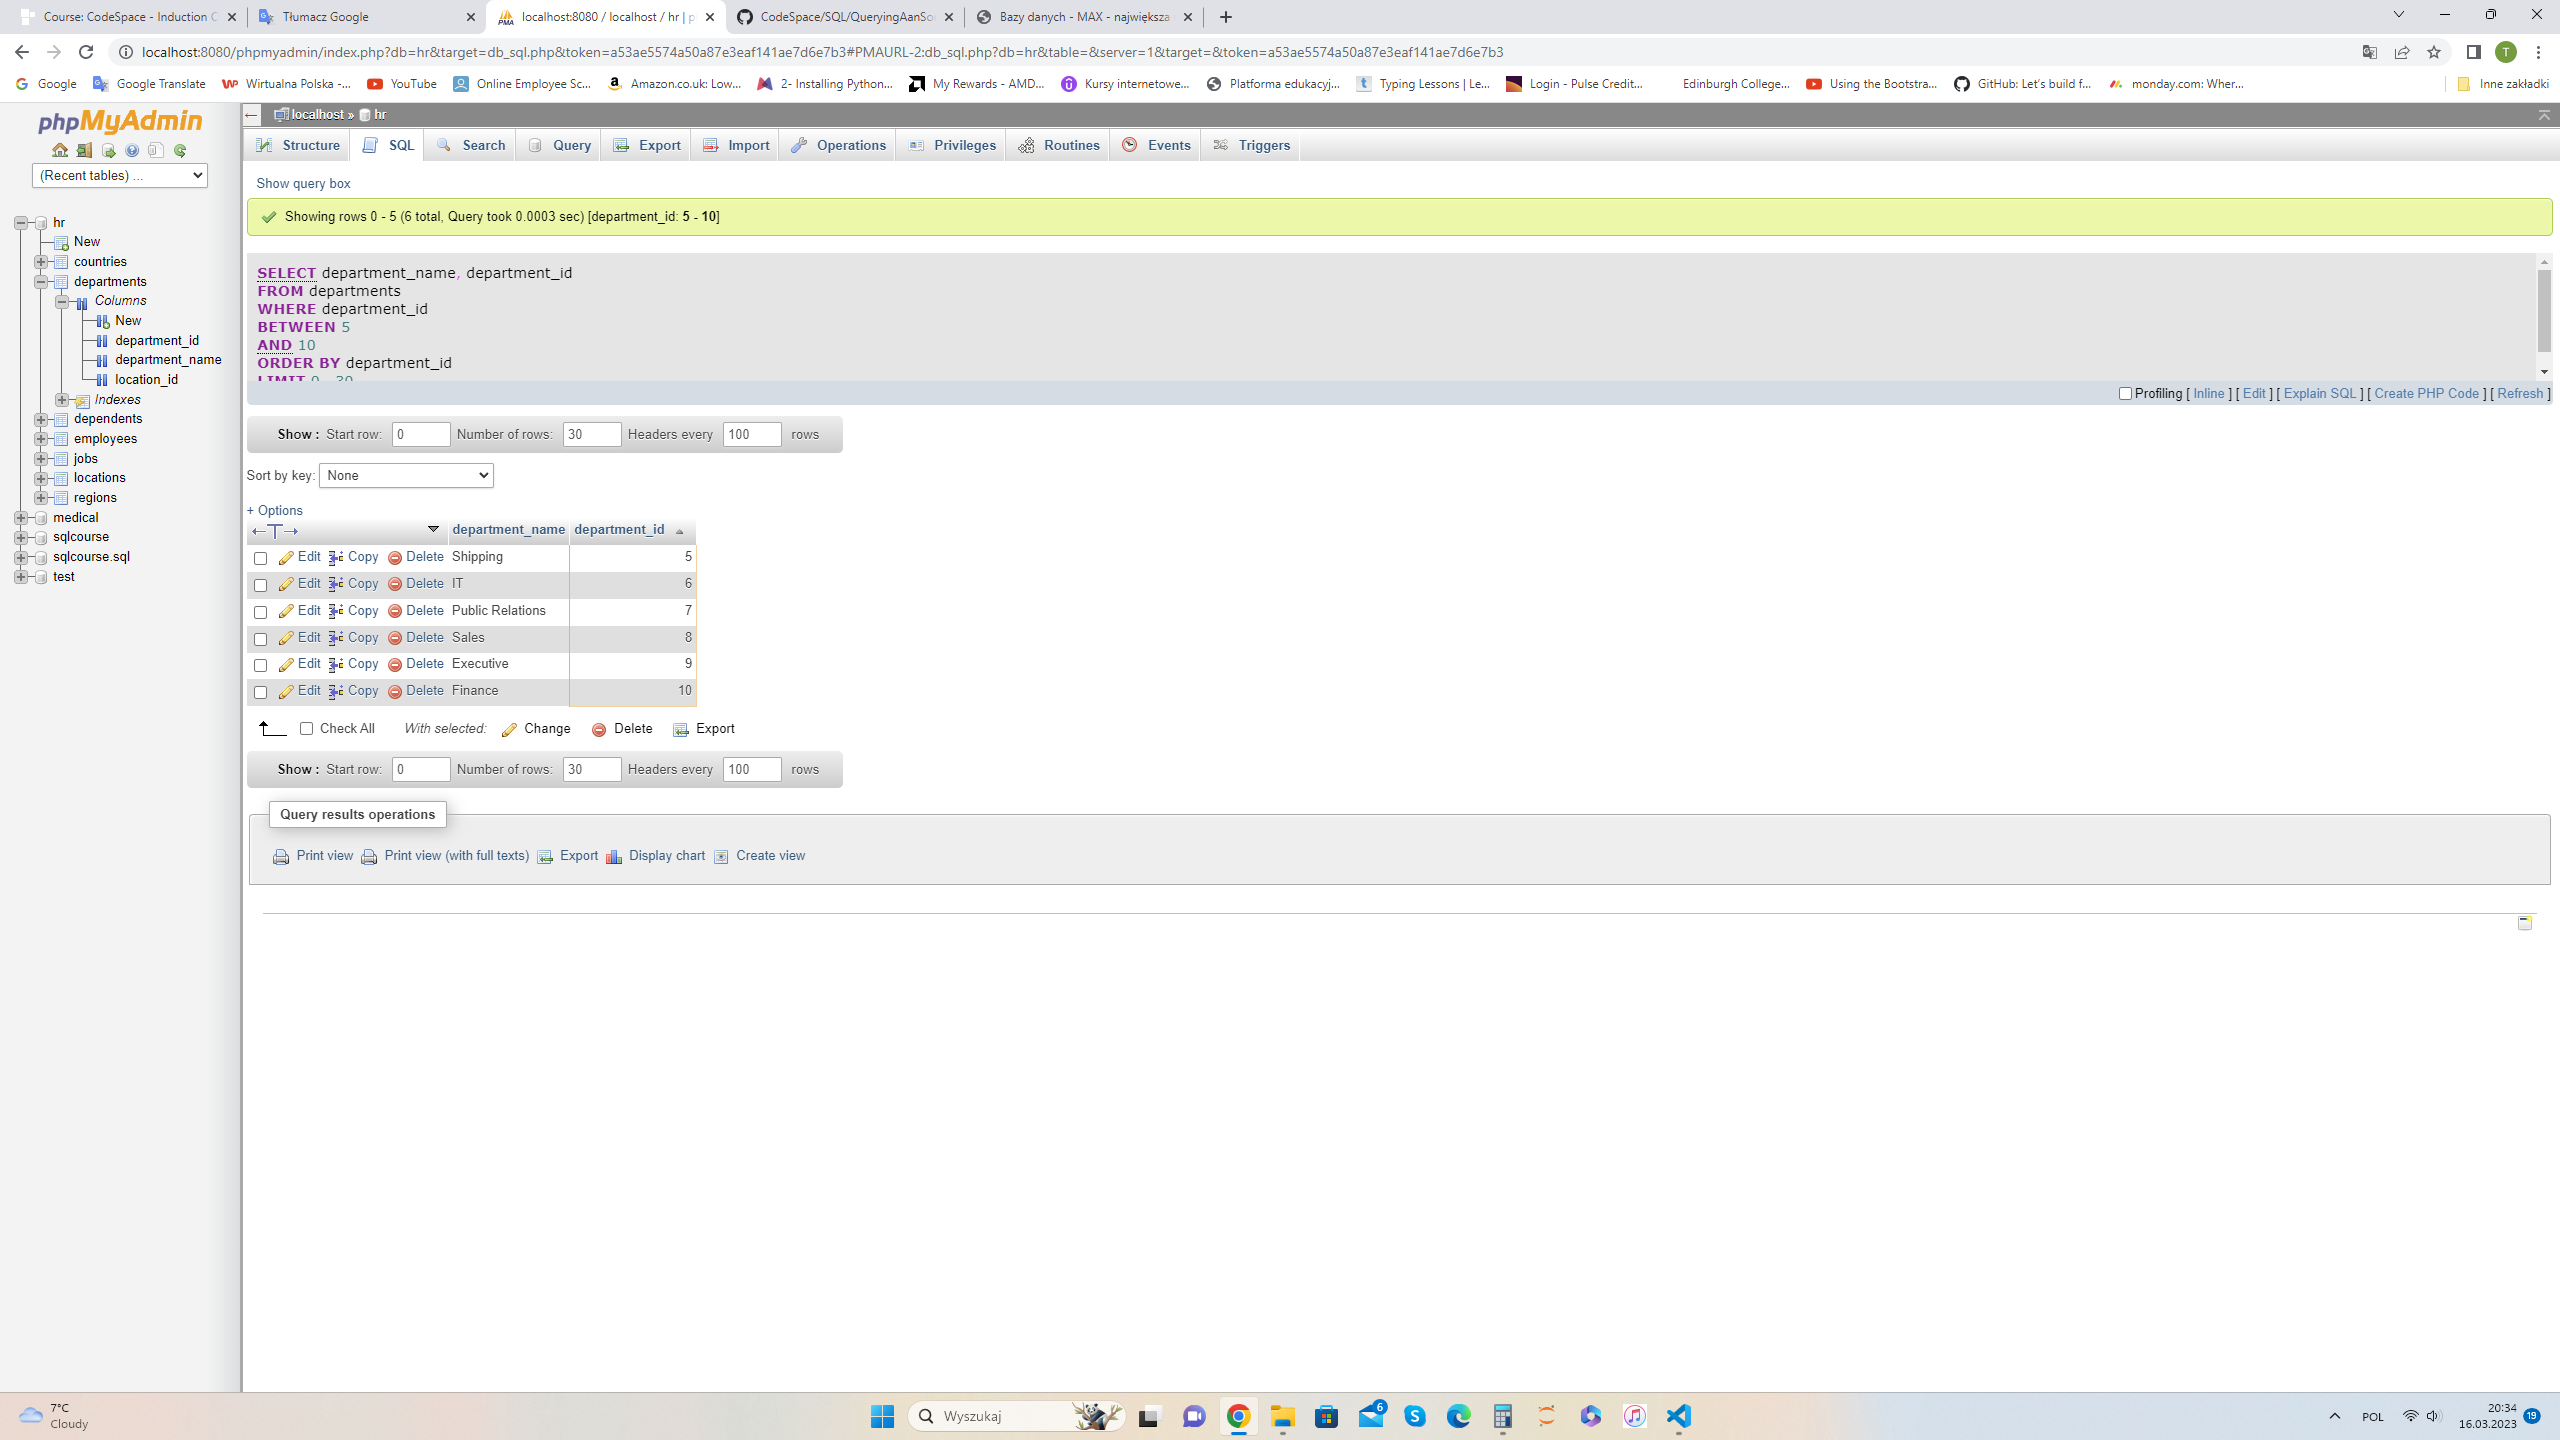 Course: CodeSpace - Induction C
Tłumacz Google
localhost:8080 / localhost / hr | p
CodeSpace/SQL/QueryingAanSo
Bazy danych - MAX - największa
localhost:8080/phpmyadmin/index.php?db=hr&target=db_sql.php&token=a53ae5574a50a87e3eaf141ae7d6e7b3#PMAURL-2:db_sql.php?db=hr&table=&server=1&target=&token=a53ae5574a50a87e3eaf141ae7d6e7b3
T
Google
Google Translate
Wirtualna Polska -...
YouTube
Online Employee Sc...
Amazon.co.uk: Low...
2- Installing Python...
My Rewards - AMD...
Kursy internetowe...
Platforma edukacyj...
Typing Lessons | Le...
Login - Pulse Credit...
Edinburgh College...
Using the Bootstra...
GitHub: Let's build f...
monday.com: Wher...
Inne zakładki
phpMyAdmin
(Recent tables) ...
hr
New
countries
departments
Columns
New
department_id
department_name
location_id
Indexes
dependents
employees
jobs
locations
regions
medical
sqlcourse
sqlcourse.sql
test
localhost » hr
Structure SQL Search Query Export Import Operations Privileges Routines Events Triggers
Show query box
Showing rows 0 - 5 (6 total, Query took 0.0003 sec) [department_id: 5 - 10]
SELECT department_name, department_id
FROM departments
WHERE department_id
BETWEEN 5
AND 10
ORDER BY department_id
LIMIT 0 , 30
Profiling [ Inline ] [ Edit ] [ Explain SQL ] [ Create PHP Code ] [ Refresh ]
Show : Start row: 0 Number of rows: 30 Headers every 100 rows
Sort by key: None
+ Options
←T→ department_name department_id
Edit Copy Delete Shipping 5
Edit Copy Delete IT 6
Edit Copy Delete Public Relations 7
Edit Copy Delete Sales 8
Edit Copy Delete Executive 9
Edit Copy Delete Finance 10
Check All With selected: Change Delete Export
Show : Start row: 0 Number of rows: 30 Headers every 100 rows
Query results operations
Print view Print view (with full texts) Export Display chart Create view
7°C
Cloudy
Wyszukaj
6
POL
20:34
16.03.2023
19